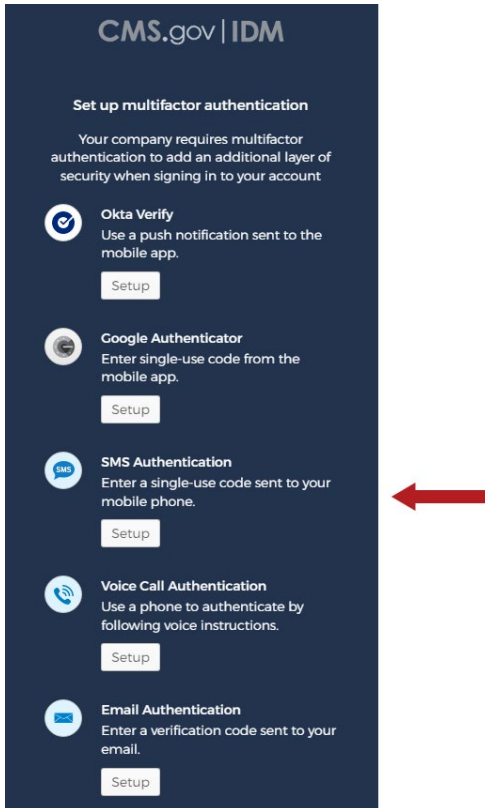 CMS.gov|IDM
Set up multifactor authentication
Your company requires multifactor
authentication to add an additional layer of
security when signing in to your account
Okta Verify
Use a push notification sent to the
mobile app.
Setup
Google Authenticator
Enter single-use code from the
mobile app.
Setup
SMS
SMS Authentication
Enter a single-use code sent to your
mobile phone.
Setup
Voice Call Authentication
Use a phone to authenticate by
following voice instructions.
Setup
Email Authentication
Enter a verification code sent to your
email.
Setup